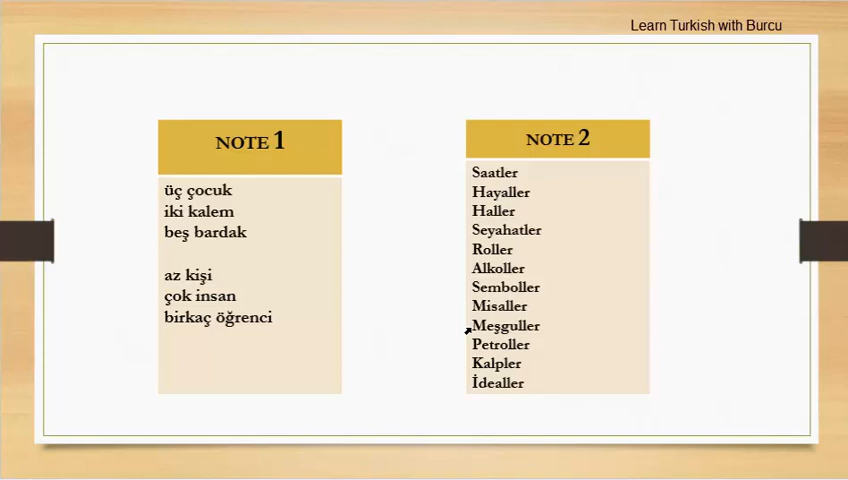 Learn Turkish with Burcu
NOTE 1
üç çocuk
iki kalem
beş bardak
az kişi
çok insan
birkaç öğrenci
NOTE 2
Saatler
Hayaller
Haller
Seyahatler
Roller
Alkoller
Semboller
Misaller
Meşguller
Petroller
Kalpler
İdealler